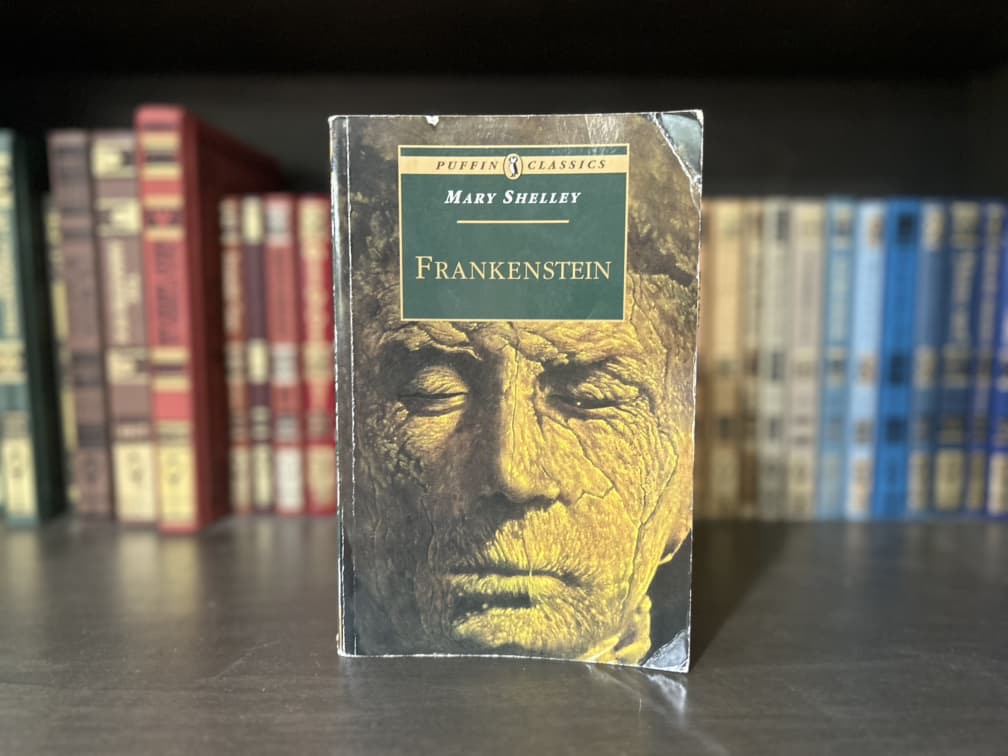 PUFFIN CLASSICS
MARY SHELLEY
FRANKENSTEIN